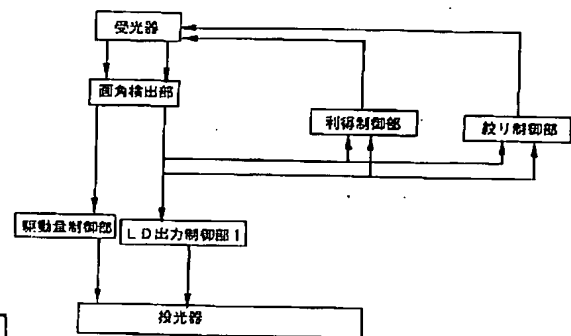 受光器
面角検出部
利得制御部
絞り制御部
駆動量制御部
LD出力制御部1
投光器